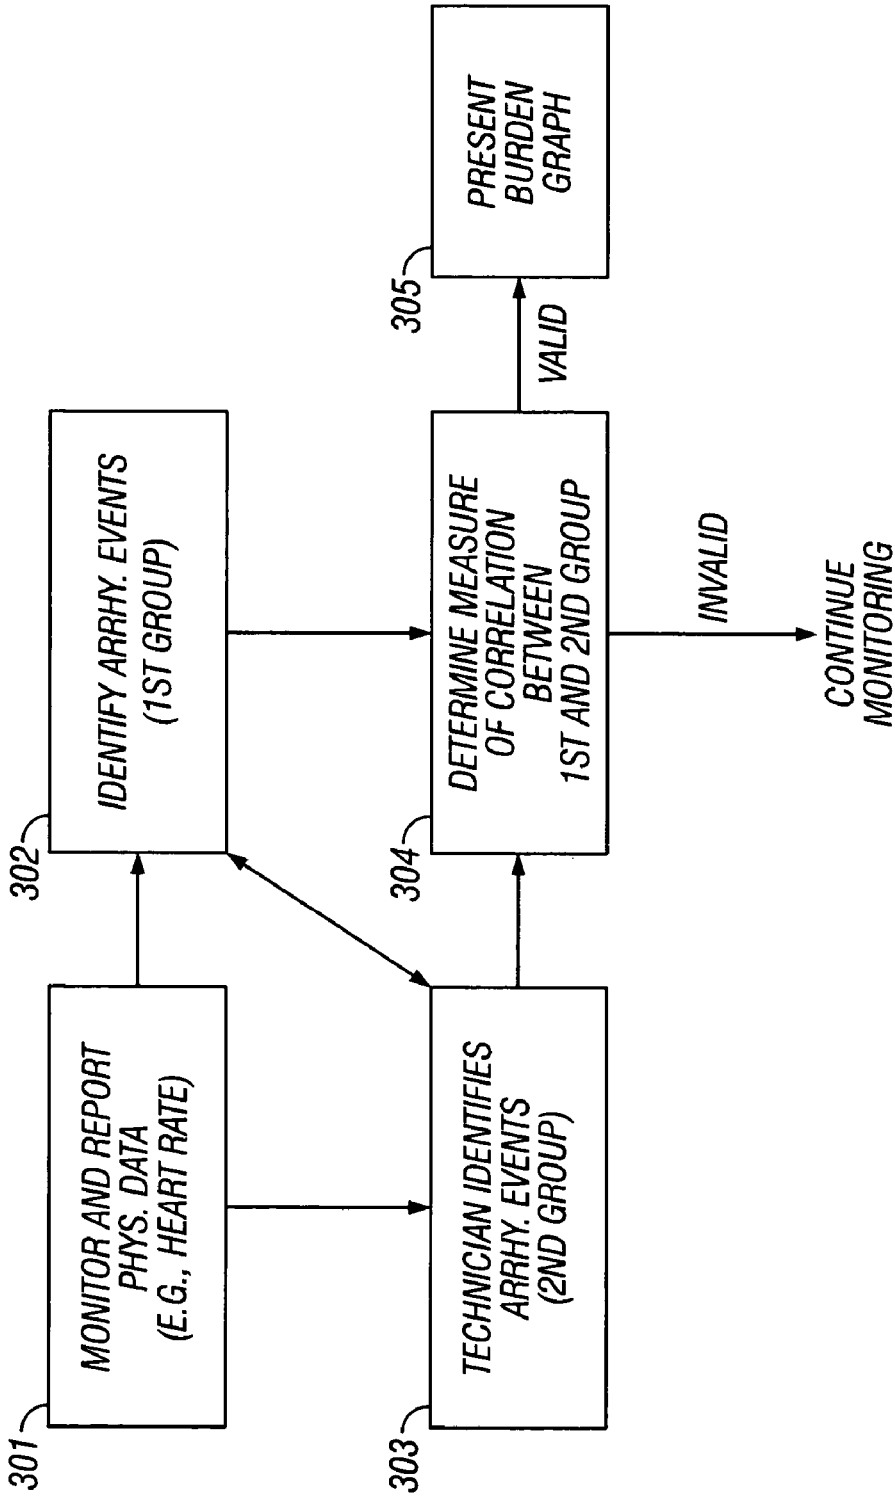 301
MONITOR AND REPORT
PHYS. DATA
(E.G., HEART RATE)
302
IDENTIFY ARRHY. EVENTS
(1ST GROUP)
303
TECHNICIAN IDENTIFIES
ARRHY. EVENTS
(2ND GROUP)
304
DETERMINE MEASURE
OF CORRELATION
BETWEEN
1ST AND 2ND GROUP
VALID
305
PRESENT
BURDEN
GRAPH
INVALID
CONTINUE
MONITORING